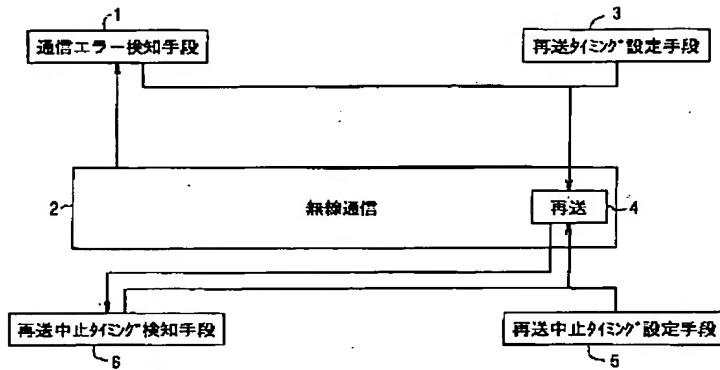 1
3
通信エラー検知手段
再送タイミング設定手段
2
無線通信
再送
4
再送中止タイミング検知手段
再送中止タイミング設定手段
6
5